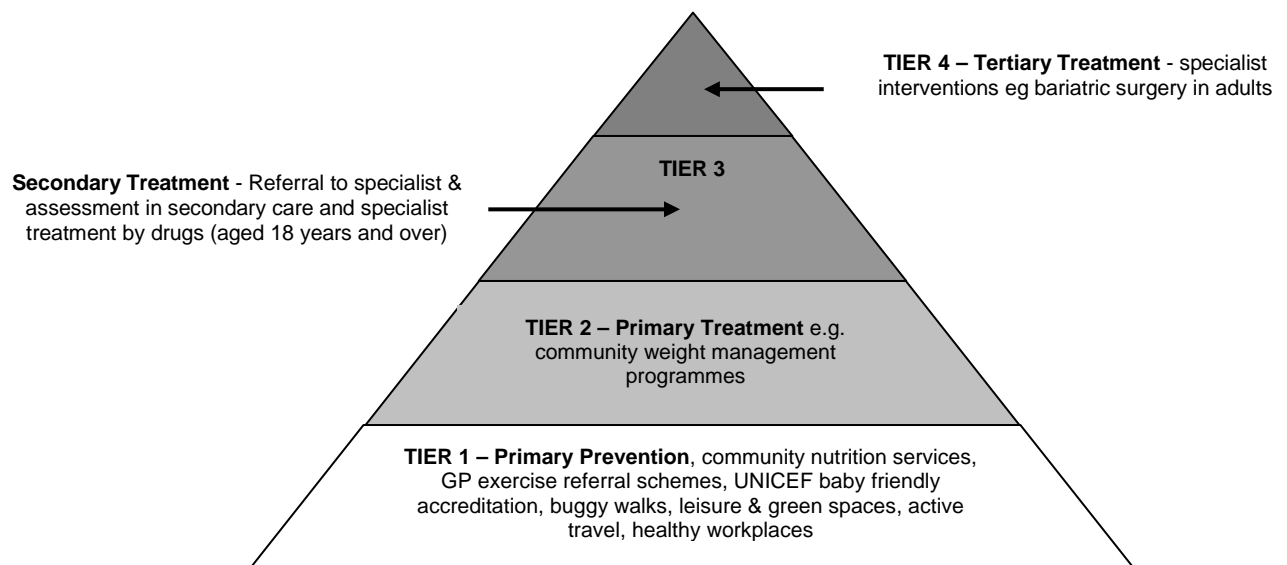 TIER 4 – Tertiary Treatment - specialist
interventions eg bariatric surgery in adults
TIER 3
Secondary Treatment - Referral to specialist &
assessment in secondary care and specialist
treatment by drugs (aged 18 years and over)
TIER 2 – Primary Treatment e.g.
community weight management
programmes
TIER 1 – Primary Prevention, community nutrition services,
GP exercise referral schemes, UNICEF baby friendly
accreditation, buggy walks, leisure & green spaces, active
travel, healthy workplaces